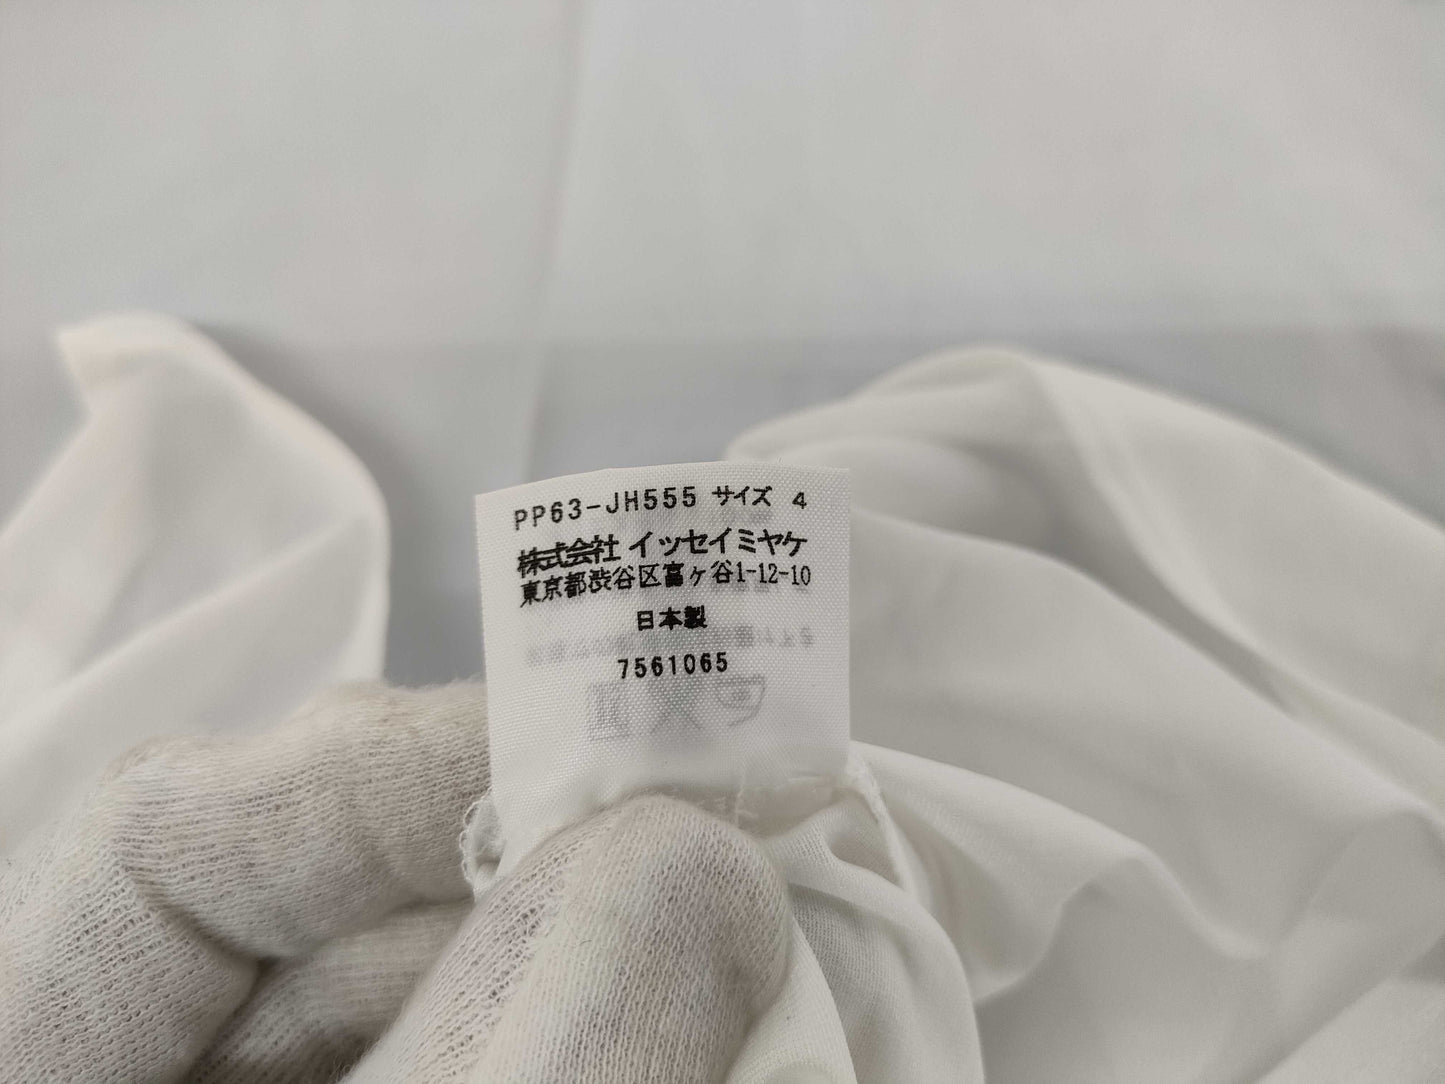 PP63-JH555 サイズ 4
株式会社 イッセイミヤケ
東京都渋谷区富ヶ谷1-12-10
日本製
7561065